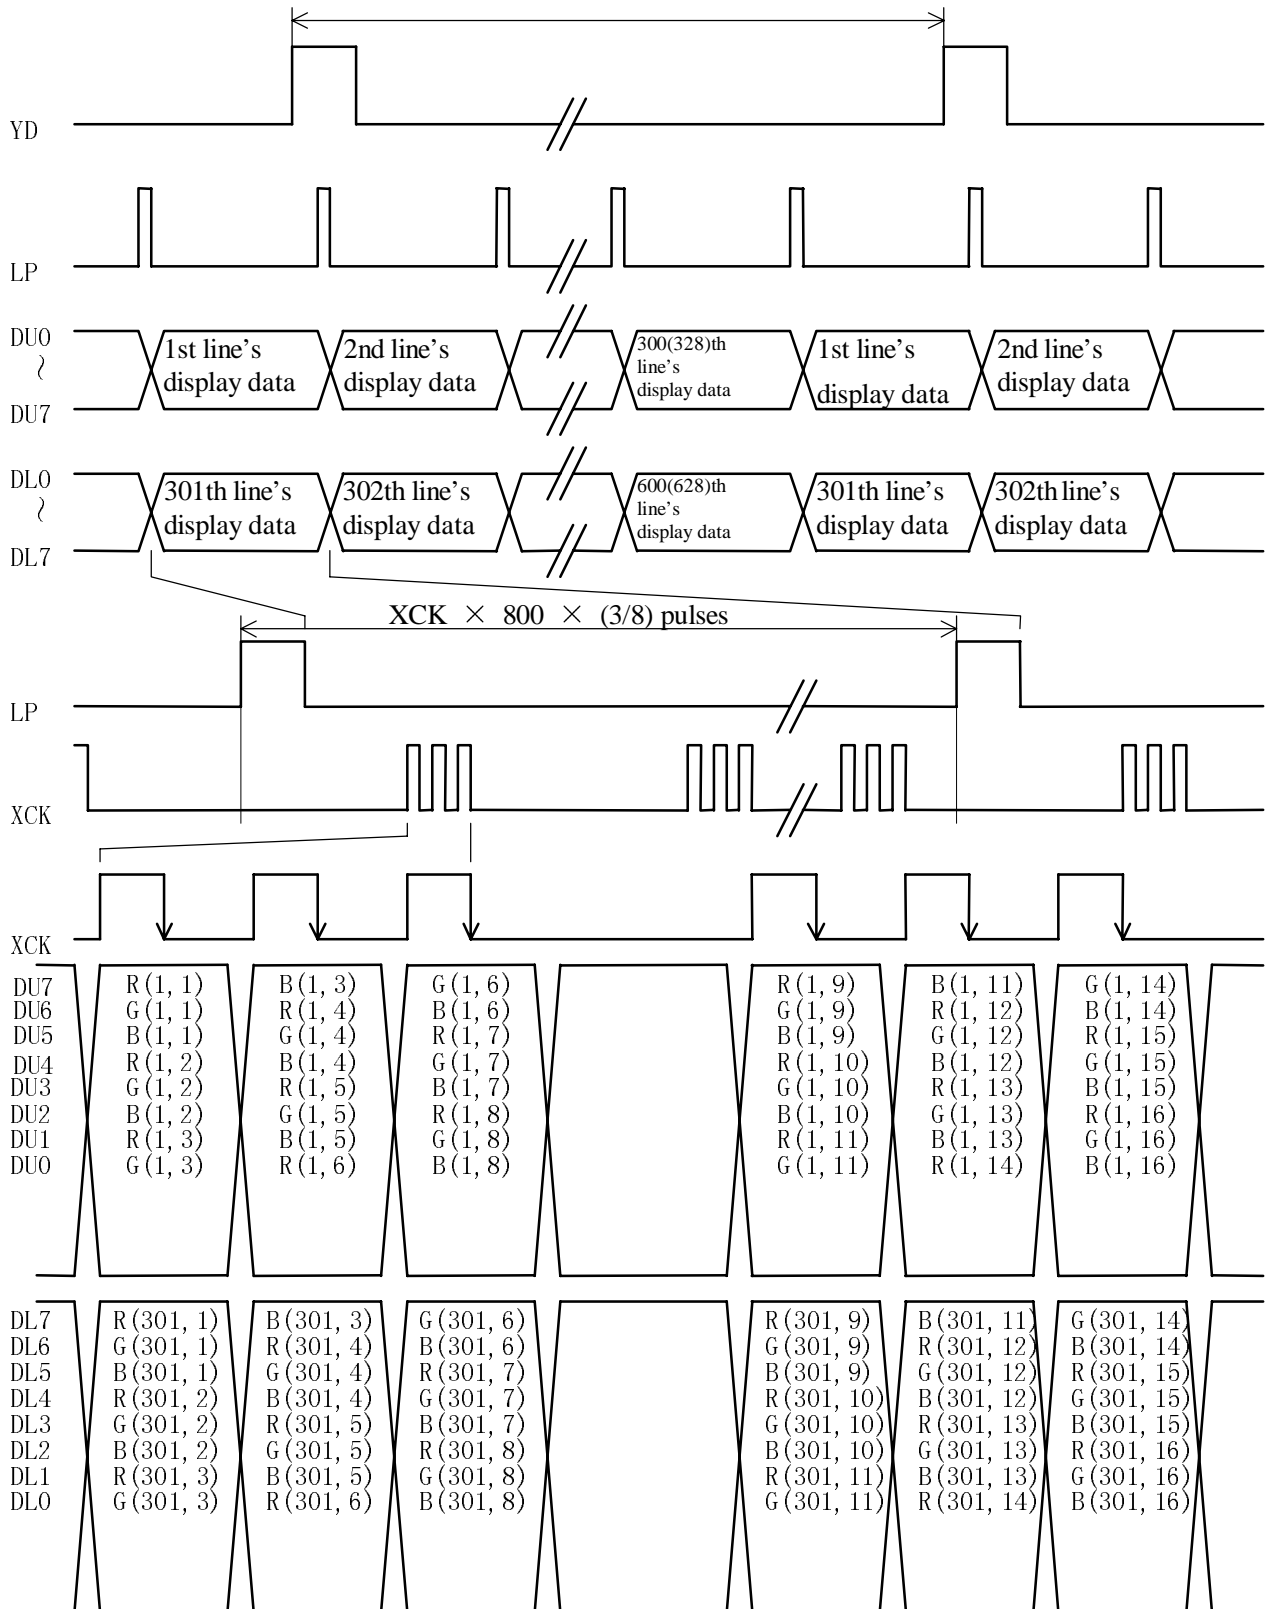 YD
LP
DU0
~
DU7
1st line's
display data
2nd line's
display data
300(328)th
line's
display data
1st line's
display data
2nd line's
display data
DL0
~
DL7
301th line's
display data
302th line's
display data
600(628)th
line's
display data
301th line's
display data
302th line's
display data
XCK × 800 × (3/8) pulses
LP
XCK
XCK
DU7 R(1,1) B(1,3) G(1,6) R(1,9) B(1,11) G(1,14)
DU6 G(1,1) R(1,4) B(1,6) G(1,9) R(1,12) B(1,14)
DU5 B(1,1) G(1,4) R(1,7) B(1,9) G(1,12) R(1,15)
DU4 R(1,2) B(1,4) G(1,7) R(1,10) B(1,12) G(1,15)
DU3 G(1,2) R(1,5) B(1,7) G(1,10) R(1,13) B(1,15)
DU2 B(1,2) G(1,5) R(1,8) B(1,10) G(1,13) R(1,16)
DU1 R(1,3) B(1,5) G(1,8) R(1,11) B(1,13) G(1,16)
DU0 G(1,3) R(1,6) B(1,8) G(1,11) R(1,14) B(1,16)
DL7 R(301,1) B(301,3) G(301,6) R(301,9) B(301,11) G(301,14)
DL6 G(301,1) R(301,4) B(301,6) G(301,9) R(301,12) B(301,14)
DL5 B(301,1) G(301,4) R(301,7) B(301,9) G(301,12) R(301,15)
DL4 R(301,2) B(301,4) G(301,7) R(301,10) B(301,12) G(301,15)
DL3 G(301,2) R(301,5) B(301,7) G(301,10) R(301,13) B(301,15)
DL2 B(301,2) G(301,5) R(301,8) B(301,10) G(301,13) R(301,16)
DL1 R(301,3) B(301,5) G(301,8) R(301,11) B(301,13) G(301,16)
DL0 G(301,3) R(301,6) B(301,8) G(301,11) R(301,14) B(301,16)